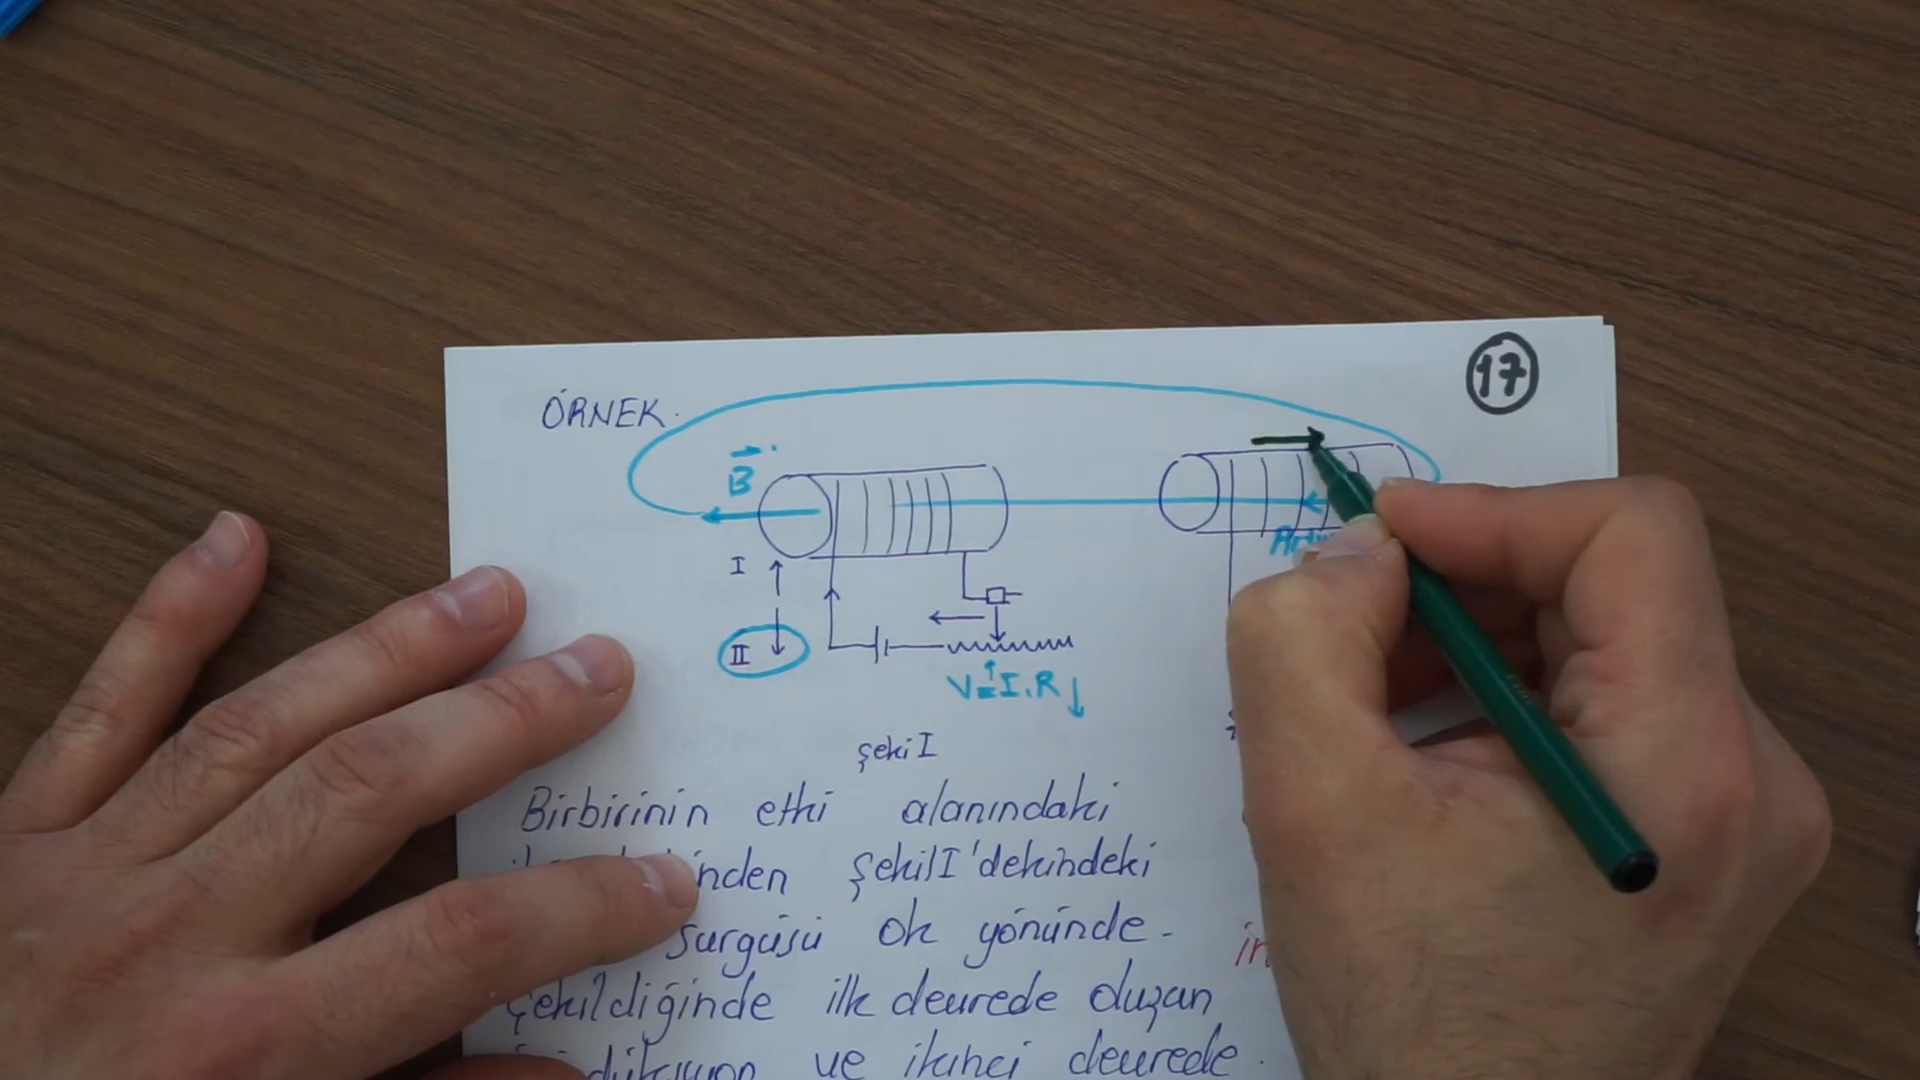 17
ÖRNEK.
B
I
II
V=I.R
Şekil I
Birbirinin etki alanındaki
Şekil I'dekindeki
sürgüsü ok yönünde.
Çekildiğinde ilk devrede oluşan
ve ikinci devrede